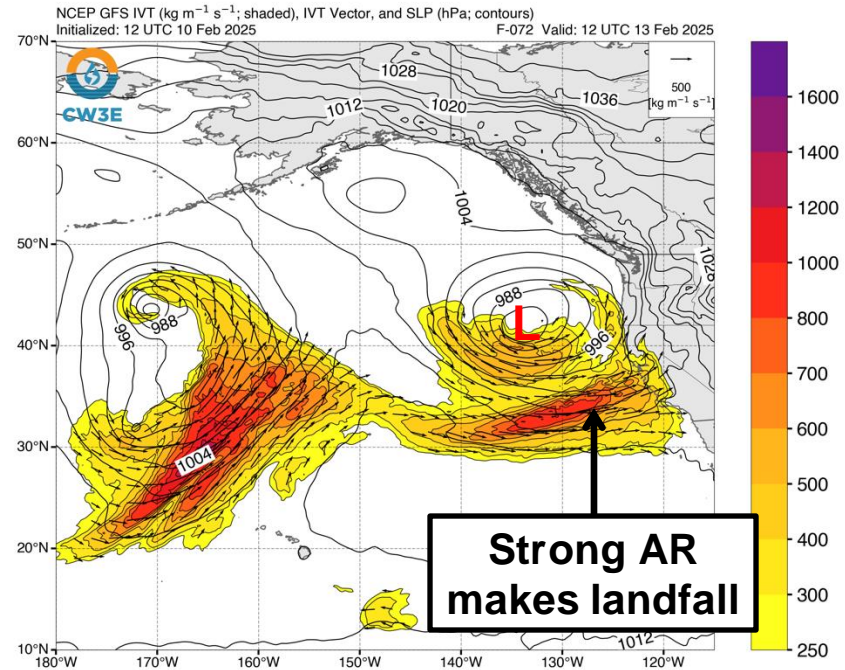 NCEP GFS IVT (kg m⁻¹ s⁻¹; shaded), IVT Vector, and SLP (hPa; contours)
Initialized: 12 UTC 10 Feb 2025 F-072 Valid: 12 UTC 13 Feb 2025
70°N
CW3E
1028
1012
1020
1036
500
[kg m⁻¹ s⁻¹]
1600
60°N
1400
1004
1200
50°N
1028
1000
988
988
996
996
40°N
800
700
30°N
1004
600
500
20°N
Strong AR
makes landfall
400
300
1012
10°N
250
180°W
170°W
160°W
150°W
140°W
130°W
120°W